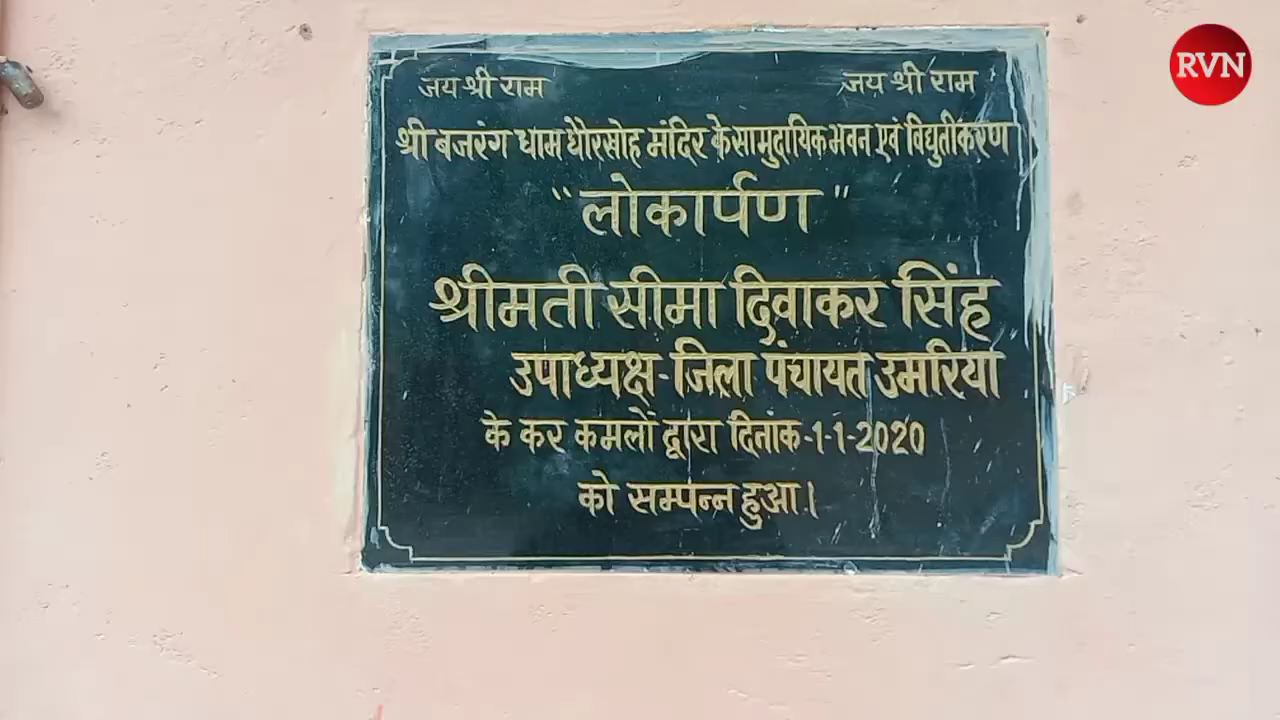 RVN
जय श्री राम जय श्री राम
श्री बजरंग धाम धौरखोह मंदिर के सामुदायिक भवन एवं विद्युतीकरण
"लोकार्पण"
श्रीमती सीमा दिवाकर सिंह
उपाध्यक्ष-जिला पंचायत उमरिया
के कर कमलों द्वारा दिनांक-1-1-2020
को सम्पन्न हुआ।